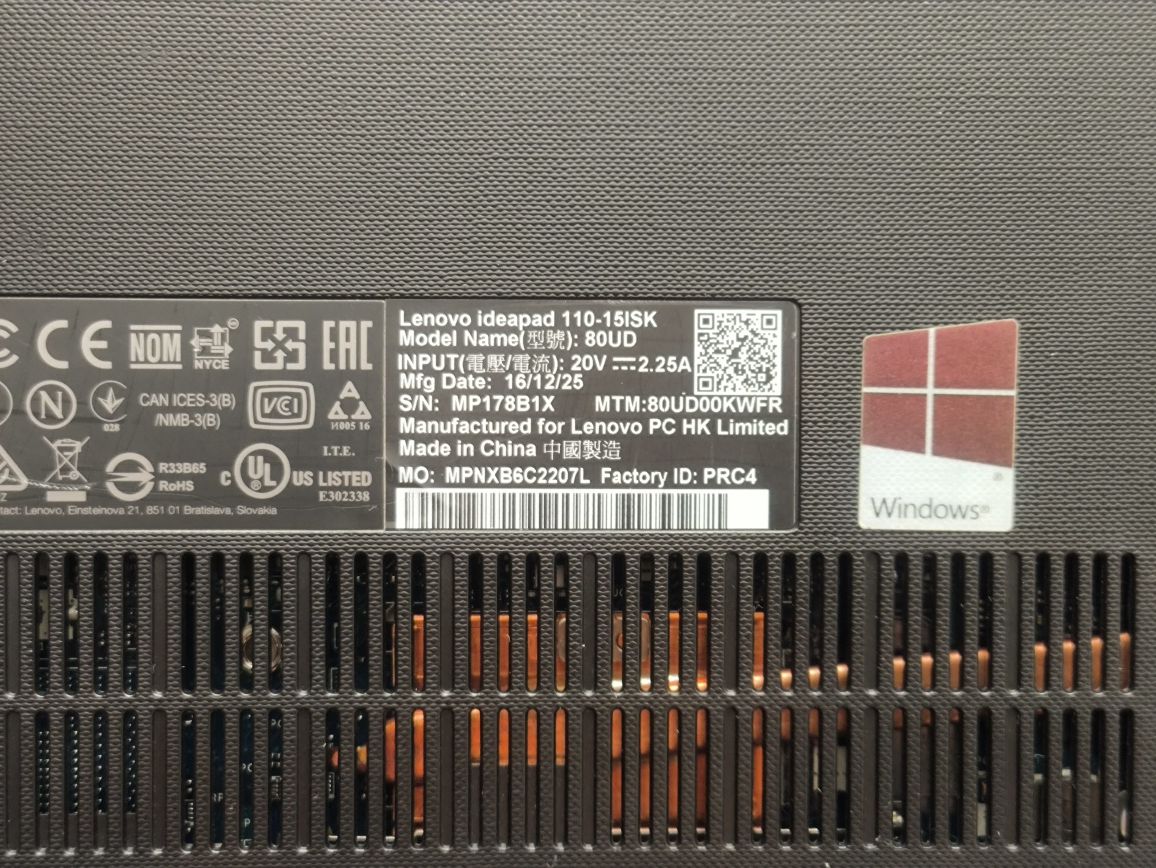 CE
NOM
NYCE
EAC
N
028
CAN ICES-3(B)
/NMB-3(B)
VCI
И005 16
R33B65
RoHS
I.T.E.
C UL US LISTED
E302338
Lenovo, Einsteinova 21, 851 01 Bratislava, Slovakia
Lenovo ideapad 110-15ISK
Model Name(型號): 80UD
INPUT(電壓/電流): 20V ⎓ 2.25A
Mfg Date: 16/12/25
S/N: MP178B1X MTM:80UD00KWFR
Manufactured for Lenovo PC HK Limited
Made in China 中國製造
MO: MPNXB6C2207L Factory ID: PRC4
Windows®